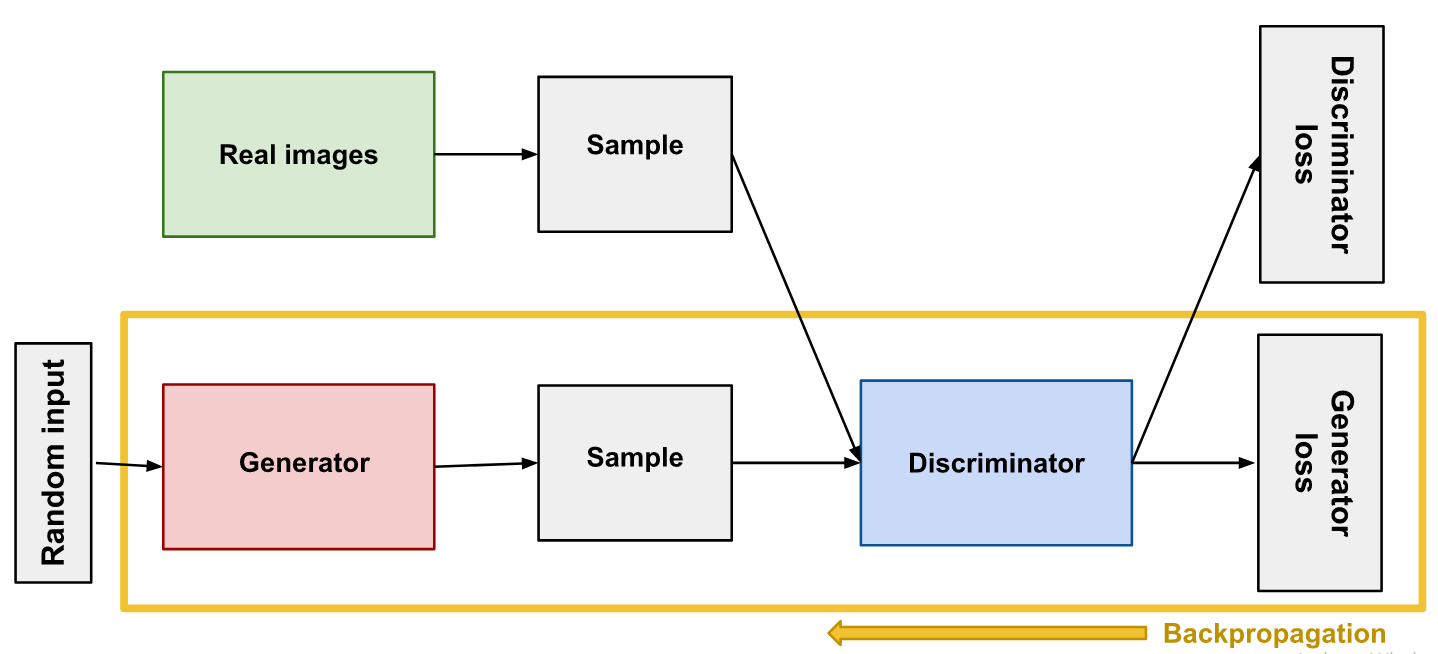 Real images
Sample
Discriminator
loss
Random input
Generator
Sample
Discriminator
Generator
loss
Backpropagation